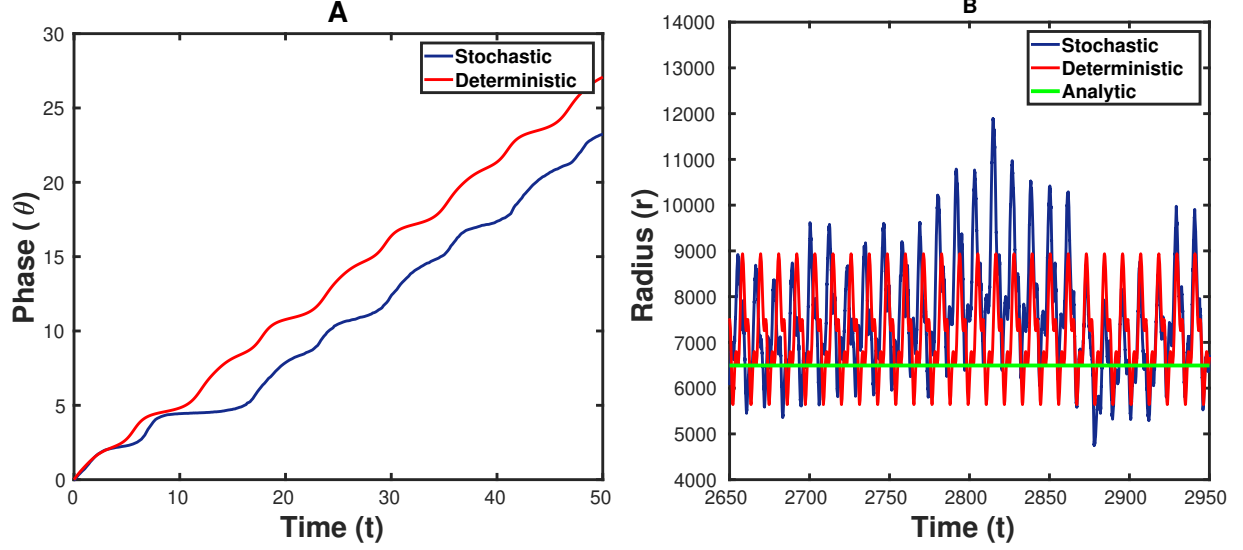 A
30
25
20
15
10
5
0
Phase (θ)
0 10 20 30 40 50
Time (t)
Stochastic
Deterministic
B
14000
13000
12000
11000
10000
9000
8000
7000
6000
5000
4000
Radius (r)
2650 2700 2750 2800 2850 2900 2950
Time (t)
Stochastic
Deterministic
Analytic